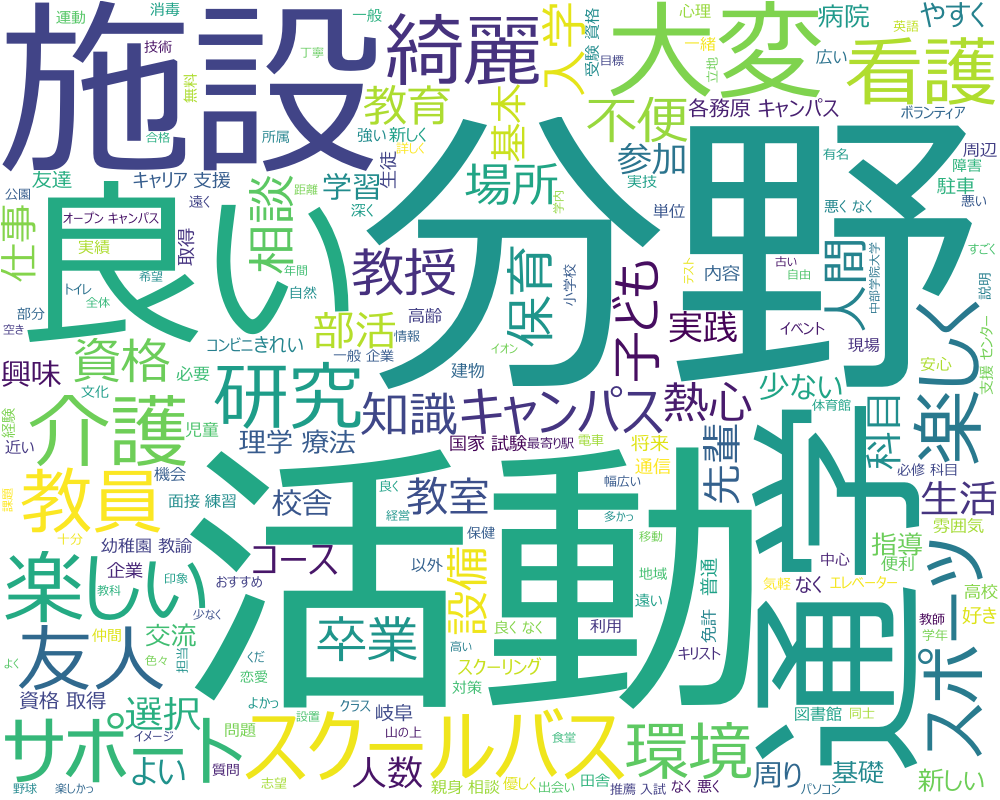 運動
消毒
一般
心理
英語
病院
やすく
施設
技術
丁寧
綺麗
入学
受験 資格
目標
大変
一緒
立地
広い
看護
無料
教育
基本
不便
各務原 キャンパス
ボランティア
合格
所属
強い
新しく
詳しく
生徒
参加
実技
有名
周辺
障害
友達
キャリア 支援
学習
場所
単位
駐車
悪い
公園
遠く
相談
距離
深く
学内
悪く なく
仕事
オープン キャンパス
取得
実績
希望
年間
教授
保育
小学校
子ども
テスト
内容
古い
自由
人間
中部学院大学
すごく
説明
良い
分野
トイレ
全体
自然
部分
空き
コンビニ
きれい
部活
高齢
情報
実践
イベント
現場
楽しく
支援 センター
興味
資格
必要
一般 企業
イオン
建物
少ない
安心
文化
研究
知識
キャンパス
熱心
体育館
経験
近い
介護
児童
理学 療法
国家 試験
最寄り駅
電車
将来
通信
先輩
科目
必修 科目
課題
教員
機会
面接 練習
校舎
良く
教室
幅広い
多かっ
通学
生活
十分
経営
活動
移動
雰囲気
幼稚園 教諭
コース
保健
設備
以外
地域
普通
中心
指導
便利
企業
印象
気軽
なく
エレベーター
高校
楽しい
教科
おすすめ
少なく
卒業
遠い
免許
好き
良く なく
利用
教師
学年
スポーツ
友人
仲間
交流
担当
くだ
高い
キリスト
よく
色々
恋愛
スクーリング
対策
資格 取得
選択
よかっ
クラス
岐阜
図書館
同士
設置
山の上
サポート
イメージ
問題
スクールバス
食堂
環境
周り
基礎
よい
質問
人数
新しい
野球
楽しかっ
志望
親身 相談
優しく
出会い
田舎
推薦 入試
なく 悪く
パソコン